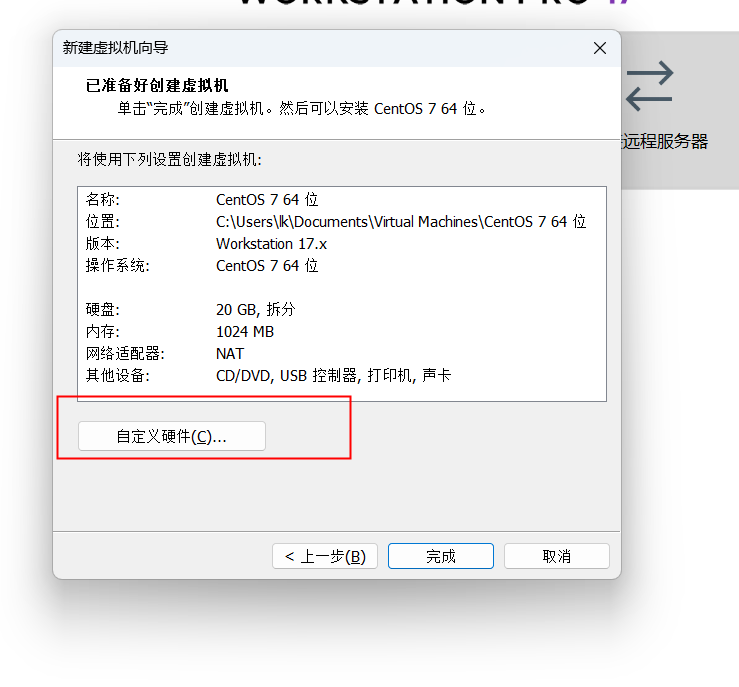 WORKSTATION PRO 17
新建虚拟机向导
已准备好创建虚拟机
单击“完成”创建虚拟机。然后可以安装 CentOS 7 64 位。
远程服务器
将使用下列设置创建虚拟机:
名称: CentOS 7 64 位
位置: C:\Users\lk\Documents\Virtual Machines\CentOS 7 64 位
版本: Workstation 17.x
操作系统: CentOS 7 64 位
硬盘: 20 GB, 拆分
内存: 1024 MB
网络适配器: NAT
其他设备: CD/DVD, USB 控制器, 打印机, 声卡
自定义硬件(C)...
< 上一步(B) 完成 取消